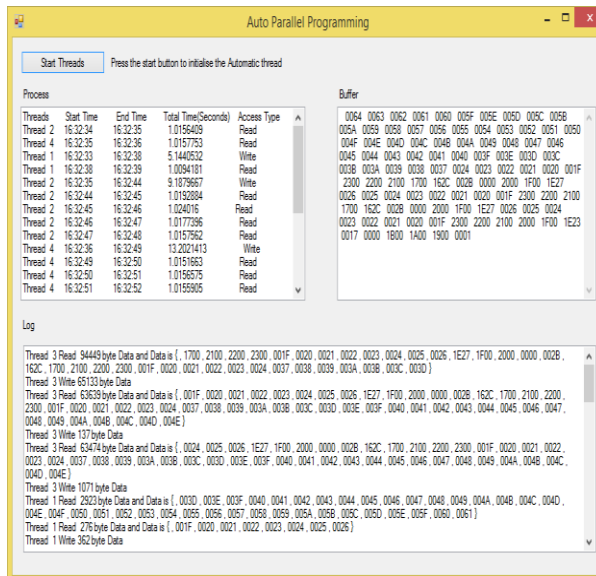 Auto Parallel Programming
Start Threads Press the start button to initialise the Automatic thread
Process
Threads Start Time End Time Total Time(Seconds) Access Type
Thread 2 16:32:34 16:32:35 1.0156409 Read
Thread 4 16:32:35 16:32:36 1.0157753 Read
Thread 1 16:32:33 16:32:38 5.1440532 Write
Thread 1 16:32:38 16:32:39 1.0094181 Read
Thread 2 16:32:35 16:32:44 9.1879667 Write
Thread 2 16:32:44 16:32:45 1.0192884 Read
Thread 2 16:32:45 16:32:46 1.024016 Read
Thread 2 16:32:46 16:32:47 1.0177396 Read
Thread 2 16:32:47 16:32:48 1.0157562 Read
Thread 4 16:32:36 16:32:49 13.2021413 Write
Thread 4 16:32:49 16:32:50 1.0151663 Read
Thread 4 16:32:50 16:32:51 1.0156575 Read
Thread 4 16:32:51 16:32:52 1.0155905 Read
Buffer
0064 0063 0062 0061 0060 005F 005E 005D 005C 005B
005A 0059 0058 0057 0056 0055 0054 0053 0052 0051 0050
004F 004E 004D 004C 004B 004A 0049 0048 0047 0046
0045 0044 0043 0042 0041 0040 003F 003E 003D 003C
003B 003A 0039 0038 0037 0024 0023 0022 0021 0020 001F
2300 2200 2100 1700 162C 002B 0000 2000 1F00 1E27
0026 0025 0024 0023 0022 0021 0020 001F 2300 2200 2100
1700 162C 002B 0000 2000 1F00 1E27 0026 0025 0024
0023 0022 0021 0020 001F 2300 2200 2100 2000 1F00 1E23
0017 0000 1B00 1A00 1900 0001
Log
Thread 3 Read 94449 byte Data and Data is { , 1700 , 2100 , 2200 , 2300 , 001F , 0020 , 0021 , 0022 , 0023 , 0024 , 0025 , 0026 , 1E27 , 1F00 , 2000 , 0000 , 002B ,
162C , 1700 , 2100 , 2200 , 2300 , 001F , 0020 , 0021 , 0022 , 0023 , 0024 , 0037 , 0038 , 0039 , 003A , 003B , 003C , 003D }
Thread 3 Write 65133 byte Data
Thread 3 Read 63639 byte Data and Data is { , 001F , 0020 , 0021 , 0022 , 0023 , 0024 , 0025 , 0026 , 1E27 , 1F00 , 2000 , 0000 , 002B , 162C , 1700 , 2100 , 2200 ,
2300 , 001F , 0020 , 0021 , 0022 , 0023 , 0024 , 0037 , 0038 , 0039 , 003A , 003B , 003C , 003D , 003E , 003F , 0040 , 0041 , 0042 , 0043 , 0044 , 0045 , 0046 , 0047 ,
0048 , 0049 , 004A , 004B , 004C , 004D , 004E }
Thread 3 Write 137 byte Data
Thread 3 Read 63474 byte Data and Data is { , 0024 , 0025 , 0026 , 1E27 , 1F00 , 2000 , 0000 , 002B , 162C , 1700 , 2100 , 2200 , 2300 , 001F , 0020 , 0021 , 0022 ,
0023 , 0024 , 0037 , 0038 , 0039 , 003A , 003B , 003C , 003D , 003E , 003F , 0040 , 0041 , 0042 , 0043 , 0044 , 0045 , 0046 , 0047 , 0048 , 0049 , 004A , 004B , 004C ,
004D , 004E }
Thread 3 Write 1071 byte Data
Thread 1 Read 2923 byte Data and Data is { , 003D , 003E , 003F , 0040 , 0041 , 0042 , 0043 , 0044 , 0045 , 0046 , 0047 , 0048 , 0049 , 004A , 004B , 004C , 004D ,
004E , 004F , 0050 , 0051 , 0052 , 0053 , 0054 , 0055 , 0056 , 0057 , 0058 , 0059 , 005A , 005B , 005C , 005D , 005E , 005F , 0060 , 0061 }
Thread 1 Read 276 byte Data and Data is { , 001F , 0020 , 0021 , 0022 , 0023 , 0024 , 0025 , 0026 }
Thread 1 Write 362 byte Data